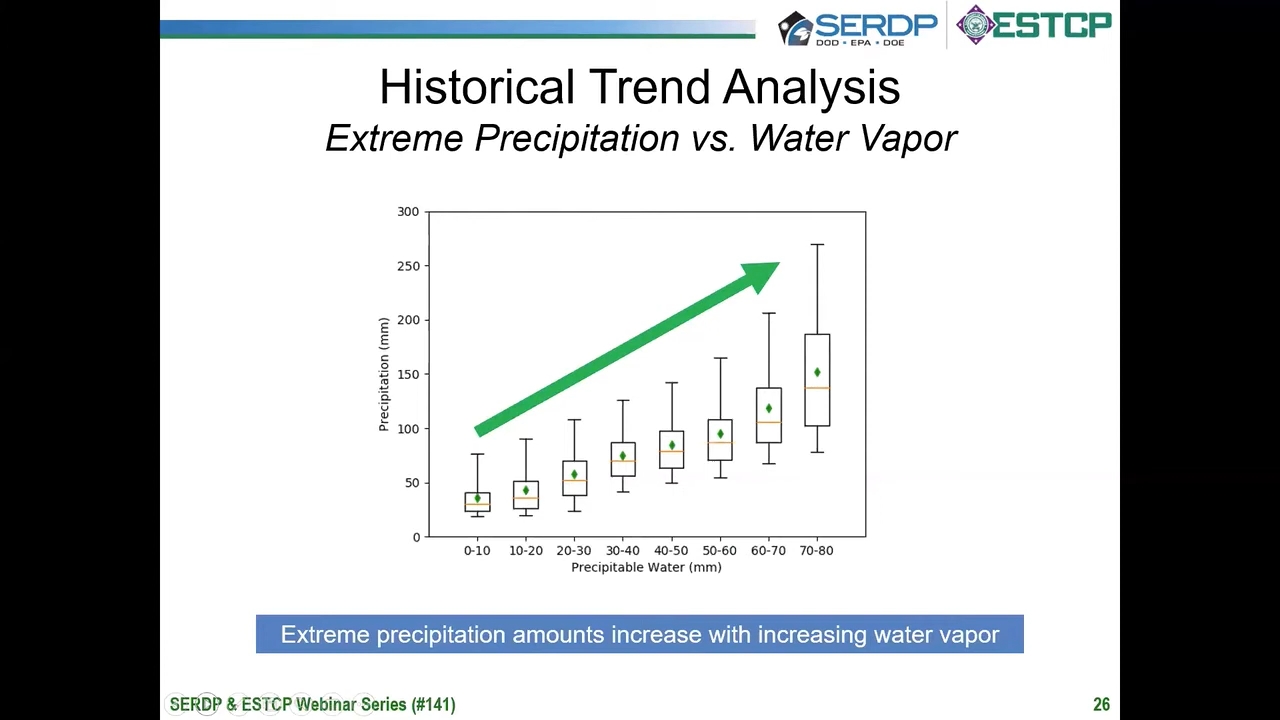 SERDP
DOD • EPA • DOE
ESTCP
Historical Trend Analysis
Extreme Precipitation vs. Water Vapor
300
250
200
150
100
50
0
Precipitation (mm)
0-10 10-20 20-30 30-40 40-50 50-60 60-70 70-80
Precipitable Water (mm)
Extreme precipitation amounts increase with increasing water vapor
SERDP & ESTCP Webinar Series (#141)
26